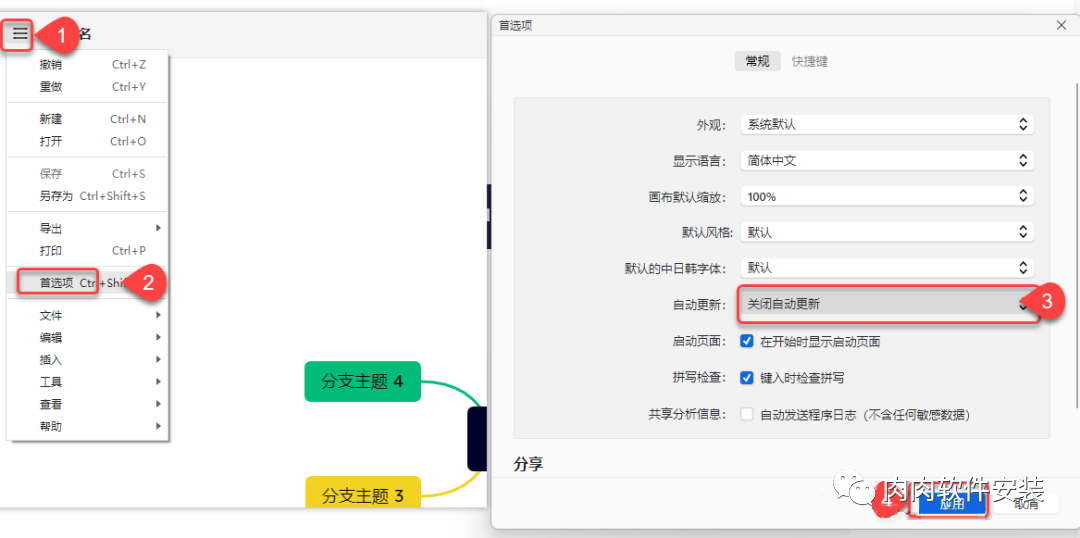 1
名
撤销 Ctrl+Z
重做 Ctrl+Y
新建 Ctrl+N
打开 Ctrl+O
保存 Ctrl+S
另存为 Ctrl+Shift+S
导出
打印 Ctrl+P
首选项 Ctrl+Shi
2
文件
编辑
插入
工具
查看
帮助
分支主题 4
分支主题 3
首选项
常规 快捷键
外观: 系统默认
显示语言: 简体中文
画布默认缩放: 100%
默认风格: 默认
默认的中日韩字体: 默认
自动更新: 关闭自动更新
3
启动页面: 在开始时显示启动页面
拼写检查: 键入时检查拼写
共享分析信息: 自动发送程序日志（不含任何敏感数据）
分享
肉肉软件安装
4
应用 取消